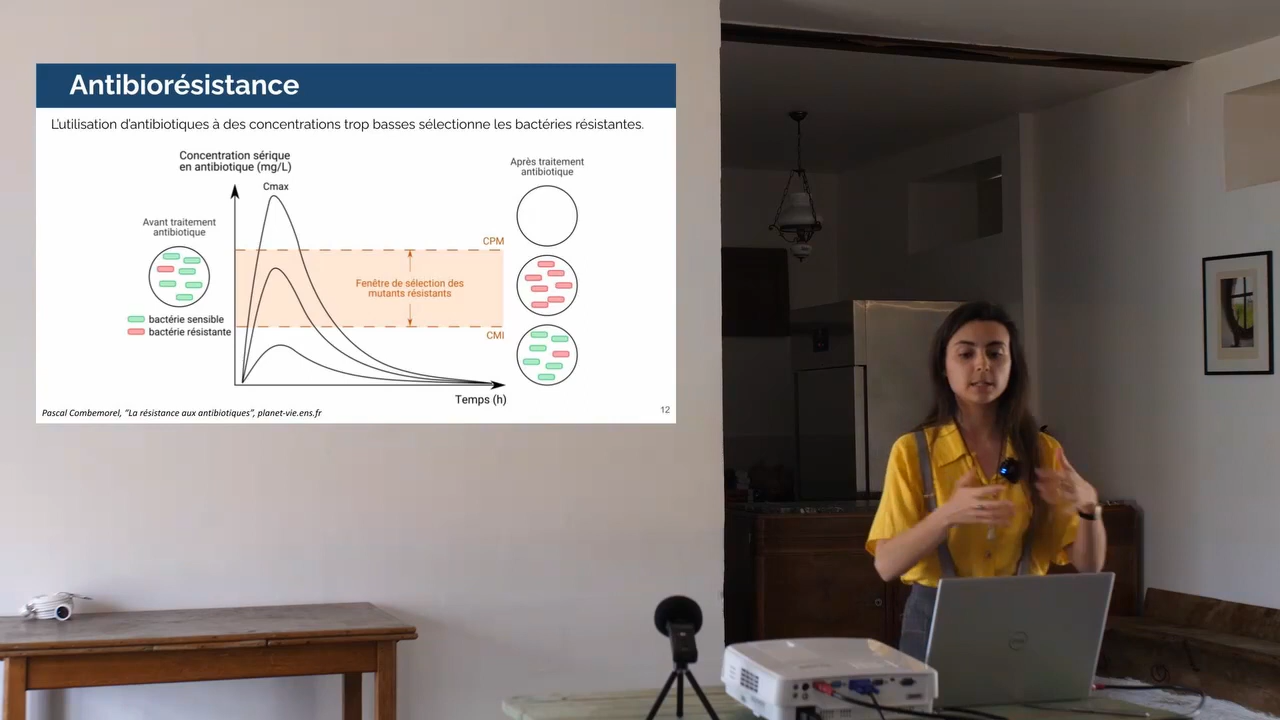 Antibiorésistance
L'utilisation d'antibiotiques à des concentrations trop basses sélectionne les bactéries résistantes.
Concentration sérique
en antibiotique (mg/L)
Cmax
Après traitement
antibiotique
Avant traitement
antibiotique
CPM
Fenêtre de sélection des
mutants résistants
bactérie sensible
bactérie résistante
CMI
Temps (h)
Pascal Combemorel, "La résistance aux antibiotiques", planet-vie.ens.fr
12
DELL